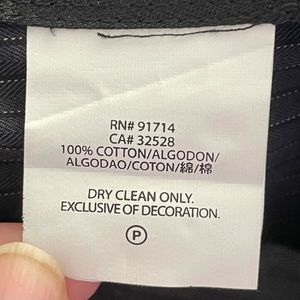 RN# 91714
CA# 32528
100% COTTON/ALGODON/
ALGODAO/COTON/綿/棉
DRY CLEAN ONLY.
EXCLUSIVE OF DECORATION.
P